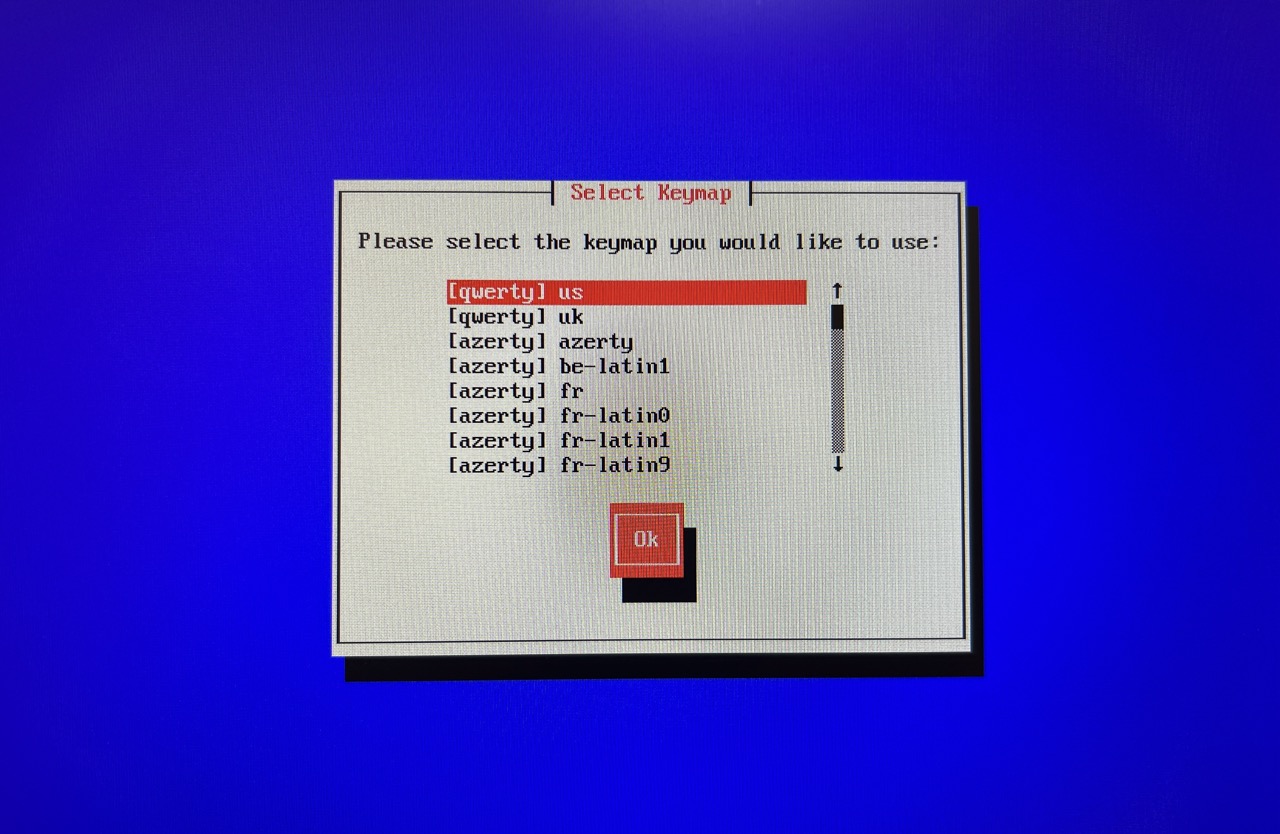 Select Keymap
Please select the keymap you would like to use:
[qwerty] us
[qwerty] uk
[azerty] azerty
[azerty] be-latin1
[azerty] fr
[azerty] fr-latin0
[azerty] fr-latin1
[azerty] fr-latin9
Ok